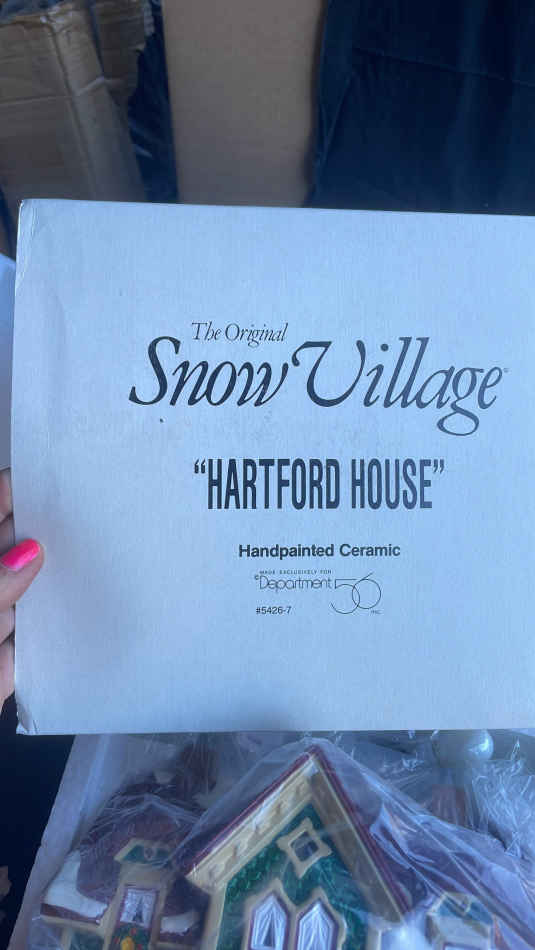 The Original
Snow Village©
“HARTFORD HOUSE”
Handpainted Ceramic
MADE EXCLUSIVELY FOR
©Department 56 INC.
#5426-7